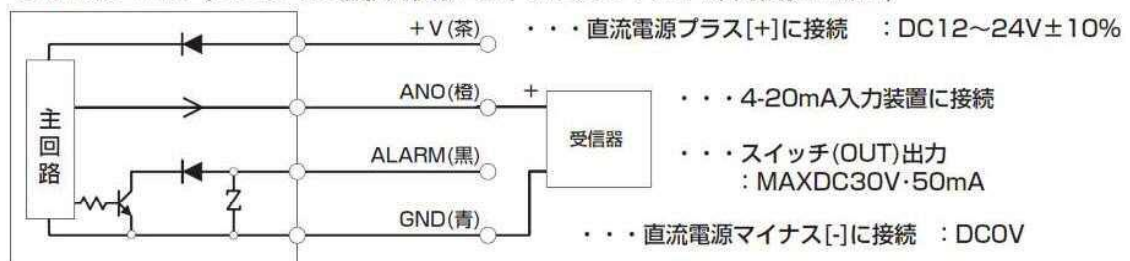 +V(茶) ・・・直流電源プラス[+]に接続 :DC12~24V±10%
ANO(橙) + ・・・4-20mA入力装置に接続
主回路
受信器
ALARM(黒) ・・・スイッチ(OUT)出力
:MAXDC30V・50mA
GND(青) ・・・直流電源マイナス[-]に接続 :DC0V